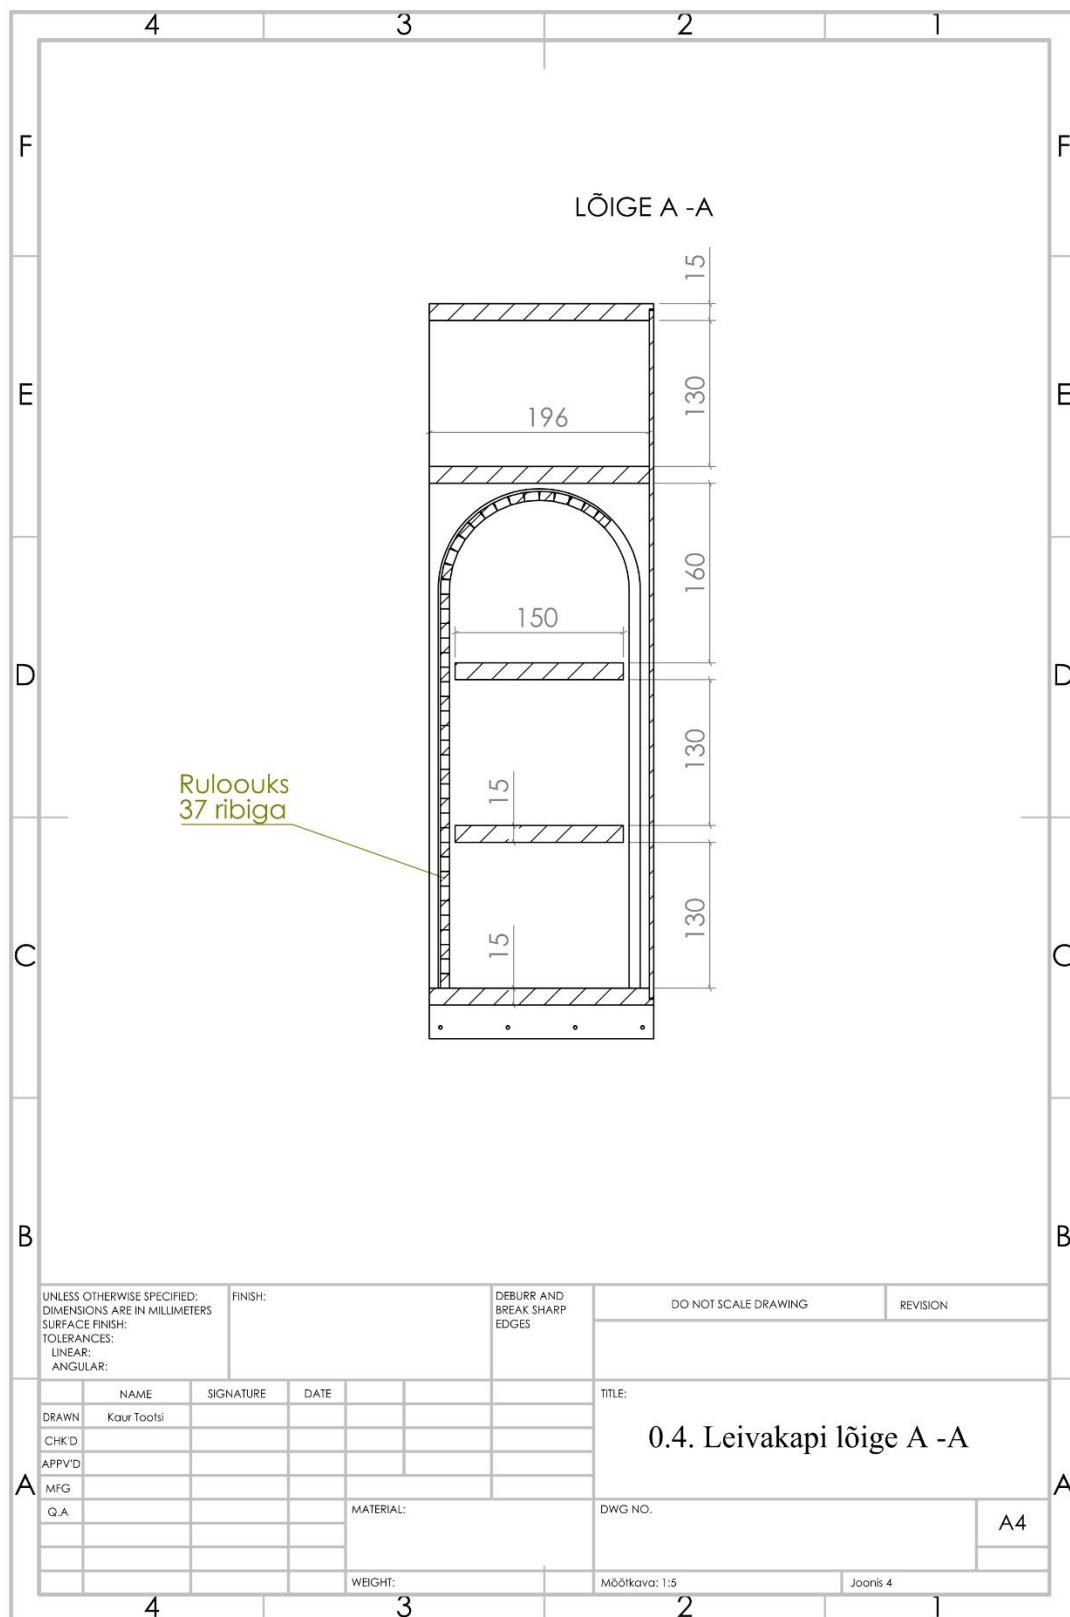 4 3 2 1
F F
LÕIGE A -A
15
E 130 E
196
160
150
D D
130
Ruloouks
37 ribiga
15
130
C 15 C
B B
UNLESS OTHERWISE SPECIFIED:
DIMENSIONS ARE IN MILLIMETERS
SURFACE FINISH:
TOLERANCES:
LINEAR:
ANGULAR:
FINISH:
DEBURR AND
BREAK SHARP
EDGES
DO NOT SCALE DRAWING
REVISION
NAME SIGNATURE DATE
DRAWN Kaur Tootsi
CHK'D
APPV'D
MFG
Q.A
TITLE:
0.4. Leivakapi lõige A -A
A A
MATERIAL:
DWG NO.
A4
WEIGHT:
Mõõtkava: 1:5
Joonis 4
4 3 2 1